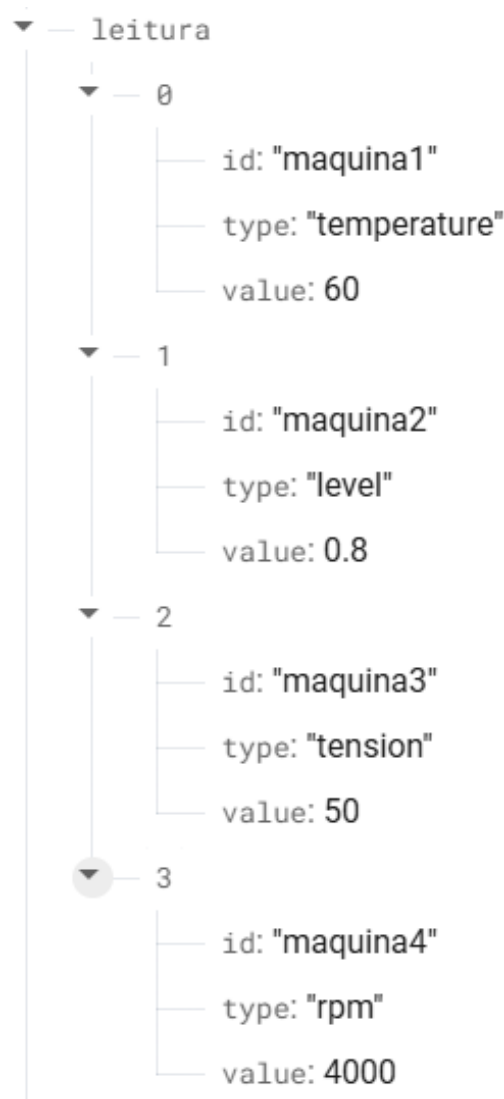 leitura
0
id: "maquina1"
type: "temperature"
value: 60
1
id: "maquina2"
type: "level"
value: 0.8
2
id: "maquina3"
type: "tension"
value: 50
3
id: "maquina4"
type: "rpm"
value: 4000